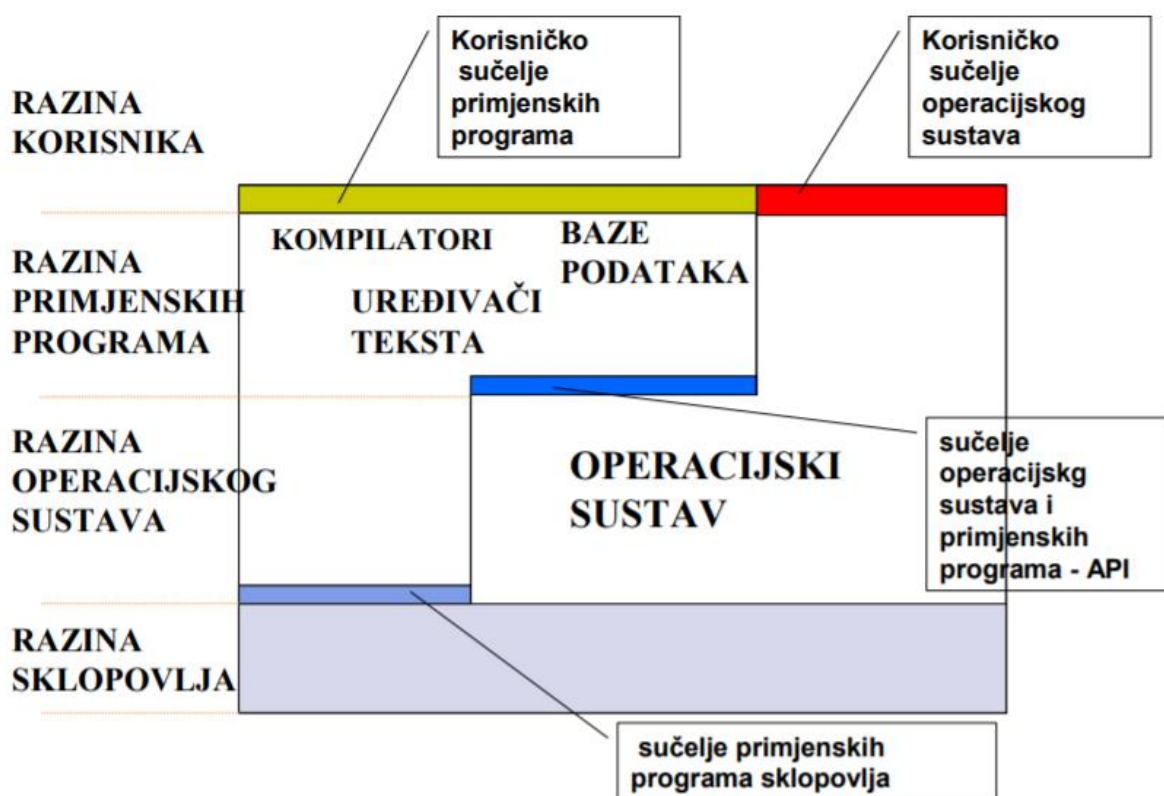 Korisničko
sučelje
primjenskih
programa
Korisničko
sučelje
operacijskog
sustava
RAZINA
KORISNIKA
KOMPILATORI
BAZE
PODATAKA
UREĐIVAČI
TEKSTA
RAZINA
PRIMJENSKIH
PROGRAMA
RAZINA
OPERACIJSKOG
SUSTAVA
OPERACIJSKI
SUSTAV
sučelje
operacijskg
sustava i
primjenskih
programa - API
RAZINA
SKLOPOVLJA
sučelje primjenskih
programa sklopovlja